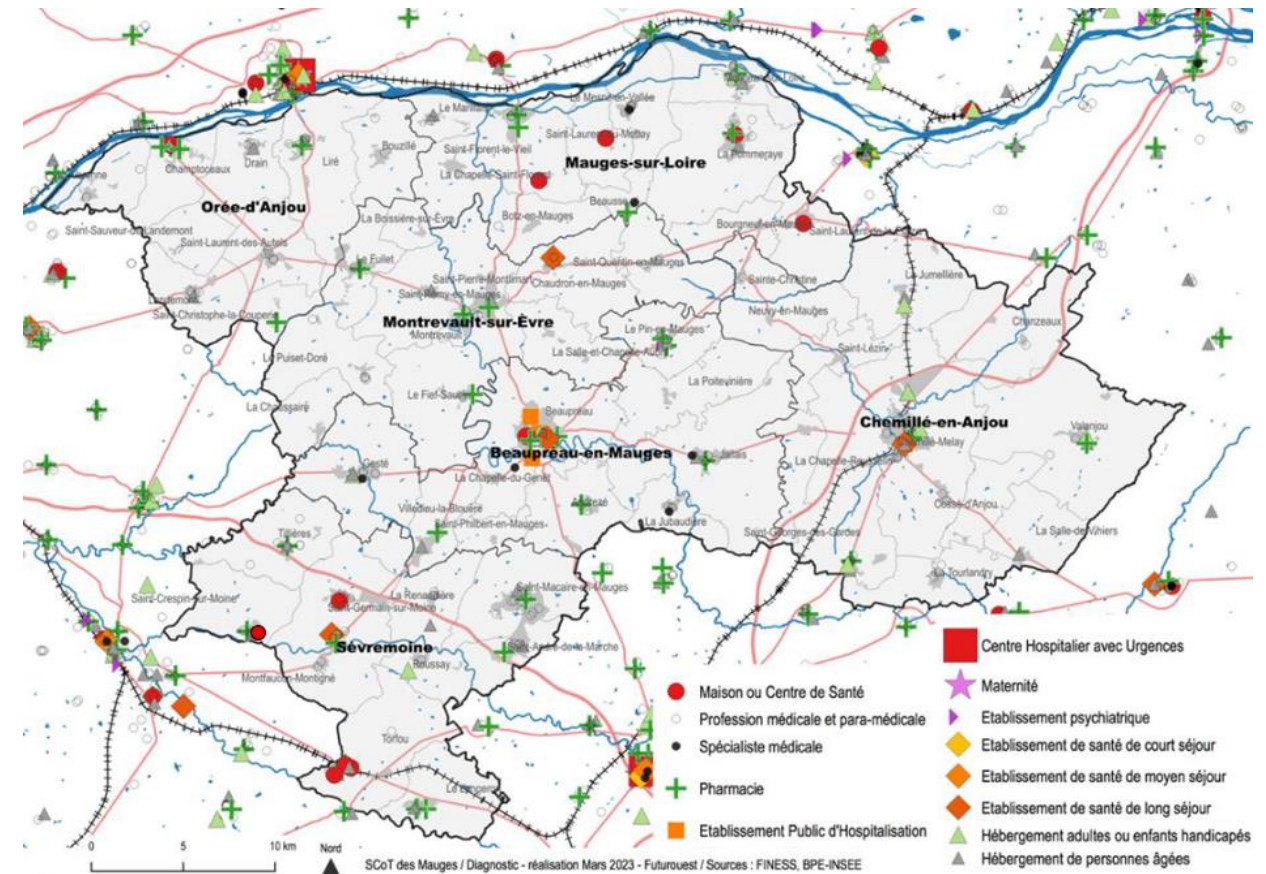 Le Mesnil-en-Vallée
Saint-Florent-le-Vieil
Mauges-sur-Loire
La Pommeraye
Champtoceaux
Drain
Liré
Bouzillé
La Chapelle-Saint-Florent
Orée-d'Anjou
La Boissière-sur-Evre
Botz-en-Mauges
Beausse
Saint-Sauveur-de-Landemont
Saint-Laurent-des-Autels
Le Fuilet
Saint-Pierre-Montlimart
Saint-Quentin-en-Mauges
Chaudron-en-Mauges
Sainte-Christine
La Jumellière
Landemont
Saint-Rémy-en-Mauges
Saint-Christophe-la-Couperie
Montrevault-sur-Èvre
Montrevault
Neuvy-en-Mauges
Chanzeaux
Le Pin-en-Mauges
La Salle-et-Chapelle-Aubry
Saint-Lézin
Le Puiset-Doré
La Poitevinière
La Chaussaire
Le Fief-Sauvin
Beaupreau
Chemillé-en-Anjou
Valanjou
Beaupreau-en-Mauges
La Chapelle-du-Genêt
Gesté
Villedieu-la-Blouère
Saint-Philbert-en-Mauges
La Jubaudière
Cossé-d'Anjou
Saint-Georges-des-Gardes
La Salle-de-Vihiers
Tillières
La Tourlandry
Saint-Crespin-sur-Moine
La Renaudière
Saint-Macaire-en-Mauges
Saint-Germain-sur-Moine
Sèvremoine
Saint-André-de-la-Marche
Montfaucon-Montigné
Roussay
Torfou
Maison ou Centre de Santé
Profession médicale et para-médicale
Spécialiste médicale
Pharmacie
Etablissement Public d'Hospitalisation
Centre Hospitalier avec Urgences
Maternité
Etablissement psychiatrique
Etablissement de santé de court séjour
Etablissement de santé de moyen séjour
Etablissement de santé de long séjour
Hébergement adultes ou enfants handicapés
Hébergement de personnes âgées
0 5 10 km
Nord
SCoT des Mauges / Diagnostic - réalisation Mars 2023 - Futurouest / Sources : FINESS, BPE-INSEE